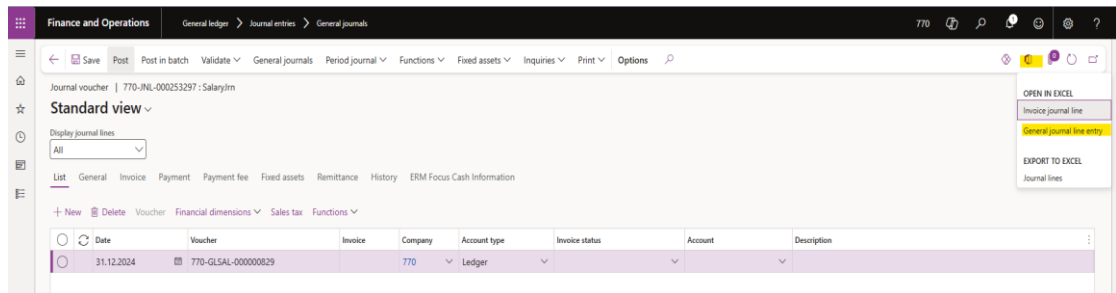 Finance and Operations General ledger > Journal entries > General journals 770 ?
Save Post Post in batch Validate General journals Period journal Functions Fixed assets Inquiries Print Options 0
Journal voucher | 770-JNL-000253297 : SalaryJrn
Standard view
Display journal lines
All
List General Invoice Payment Payment fee Fixed assets Remittance History ERM Focus Cash Information
+ New Delete Voucher Financial dimensions Sales tax Functions
Date Voucher Invoice Company Account type Invoice status Account Description
31.12.2024 770-GLSAL-000000829 770 Ledger
OPEN IN EXCEL
Invoice journal line
General journal line entry
EXPORT TO EXCEL
Journal lines